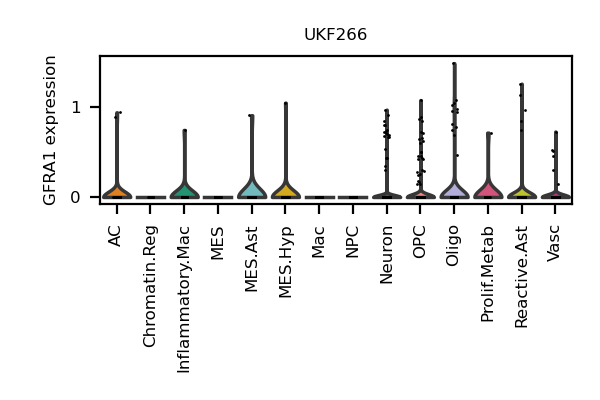 UKF266
GFRA1 expression
1
0
AC
Chromatin.Reg
Inflammatory.Mac
MES
MES.Ast
MES.Hyp
Mac
NPC
Neuron
OPC
Oligo
Prolif.Metab
Reactive.Ast
Vasc